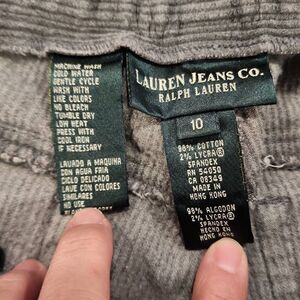 MACHINE WASH
COLD WATER
GENTLE CYCLE
WASH WITH
LIKE COLORS
NO BLEACH
TUMBLE DRY
LOW HEAT
PRESS WITH
COOL IRON
IF NECESSARY
LAVADO A MAQUINA
CON AGUA FRIA
CICLO DELICADO
LAVE CON COLORES
SIMILARES
NO USE
LAUREN JEANS CO.
RALPH LAUREN
10
98% COTTON
2% LYCRA®
SPANDEX
RN 54050
CA 08340
MADE IN
HONG KONG
98% ALGODON
2% LYCRA®
SPANDEX
HECHO EN
HONG KONG